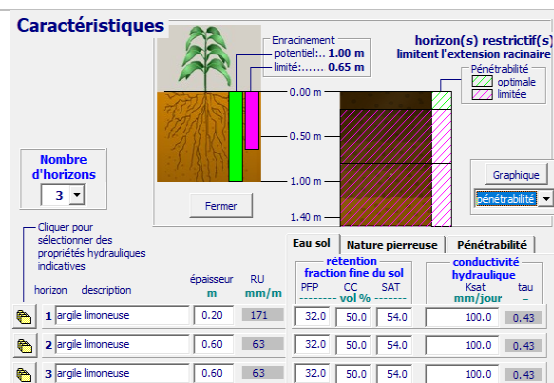 Caractéristiques
Enracinement
potentiel:.. 1.00 m
limité:...... 0.65 m
horizon(s) restrictif(s)
limitent l'extension racinaire
Pénétrabilité
optimale
limitée
0.00 m
0.50 m
1.00 m
1.40 m
Nombre
d'horizons
3
Fermer
Graphique
pénétrabilité
Cliquer pour
sélectionner des
propriétés hydrauliques
indicatives
Eau sol Nature pierreuse Pénétrabilité
rétention
fraction fine du sol
conductivité
hydraulique
horizon description épaisseur m RU mm/m PFP CC SAT -------- vol % ------- Ksat mm/jour tau –
1 argile limoneuse 0.20 171 32.0 50.0 54.0 100.0 0.43
2 argile limoneuse 0.60 63 32.0 50.0 54.0 100.0 0.43
3 argile limoneuse 0.60 63 32.0 50.0 54.0 100.0 0.43